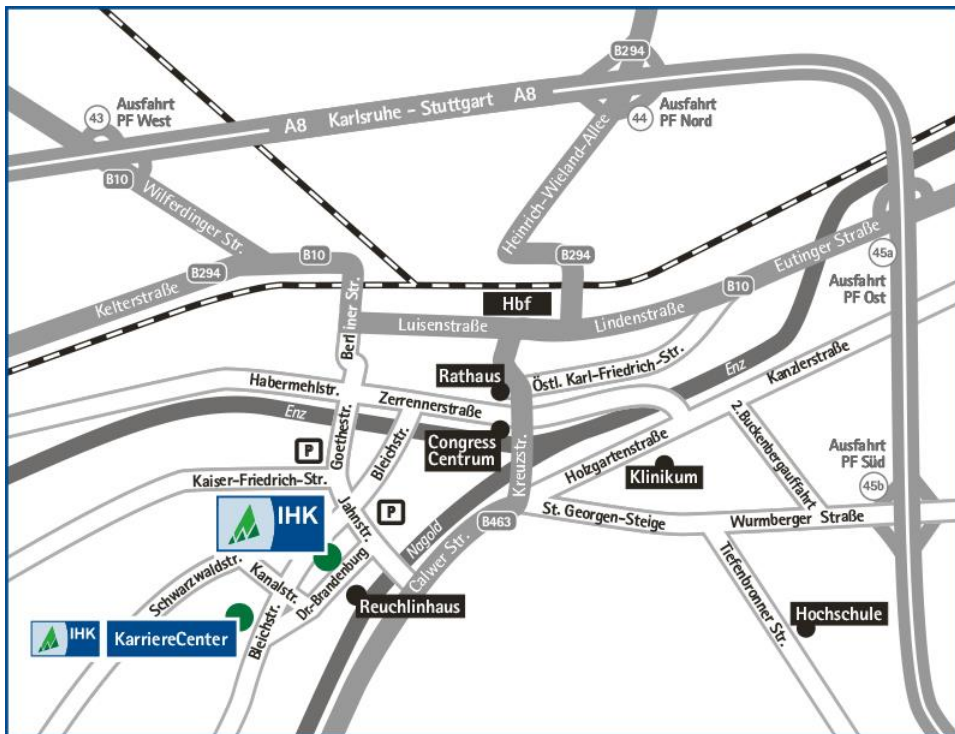 B294
43
Ausfahrt
PF West
A8 Karlsruhe - Stuttgart A8
44
Ausfahrt
PF Nord
B10
Wilferdinger Str.
Heinrich-Wieland-Allee
B10
B294
B294
Kelterstraße
Eutinger Straße
45a
Ausfahrt
PF Ost
B10
Hbf
Berliner Str.
Luisenstraße
Lindenstraße
Rathaus
Östl. Karl-Friedrich-Str.
Enz
Kanzlerstraße
Habermehlstr.
Zerrennerstraße
Enz
Goethestr.
Bleichstr.
Congress
Centrum
Kreuzstr.
Holzgartenstraße
Klinikum
2.Buckenbergauffahrt
Ausfahrt
PF Süd
45b
P
Kaiser-Friedrich-Str.
IHK
Jahnstr.
P
Nagold
B463
St. Georgen-Steige
Wurmberger Straße
Calwer Str.
Schwarzwaldstr.
Kanalstr.
Dr.-Brandenburg
Reuchlinhaus
Tiefenbronner Str.
Hochschule
IHK
KarriereCenter
Bleichstr.